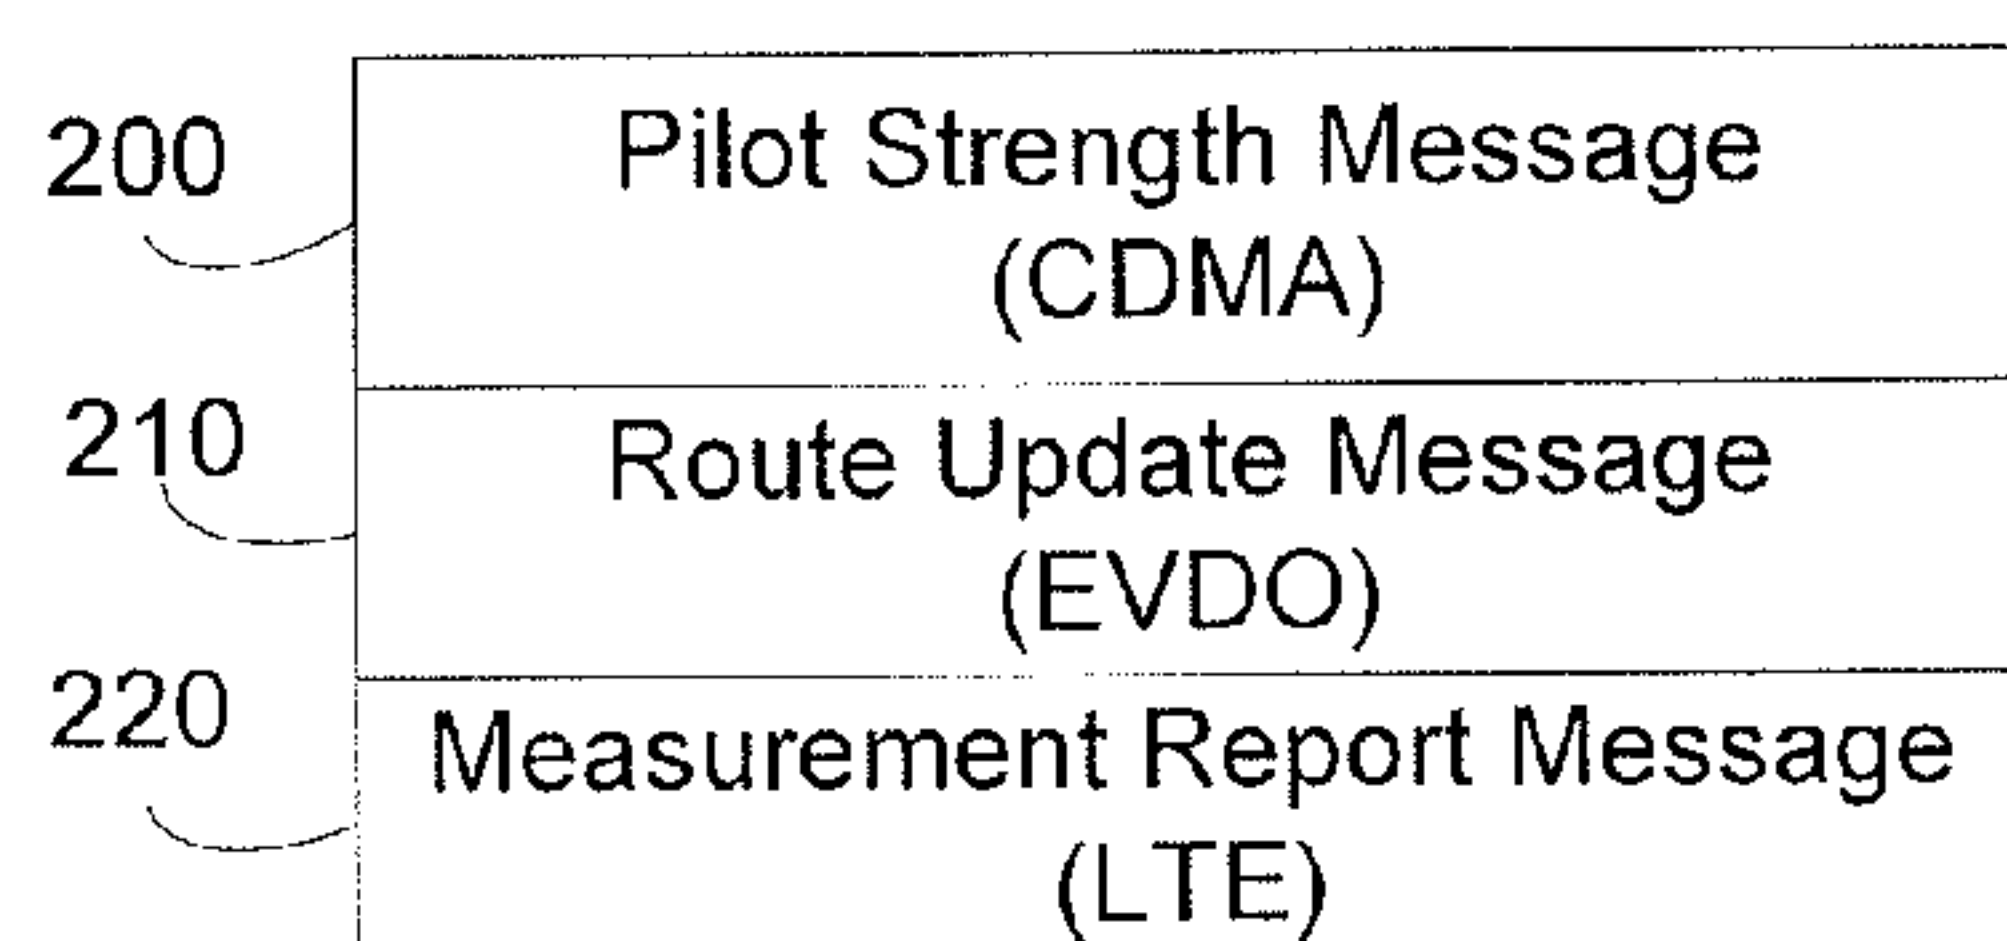 200
Pilot Strength Message
(CDMA)
210
Route Update Message
(EVDO)
220
Measurement Report Message
(LTE)